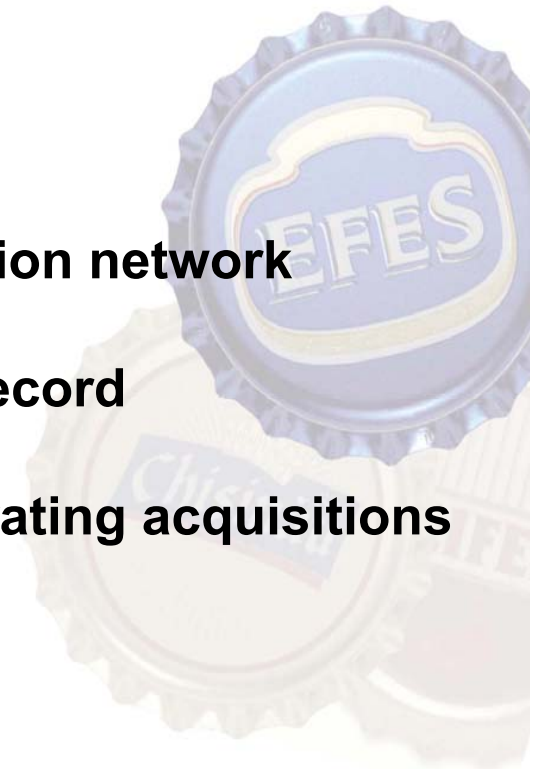 EFES
ion network
ecord
Chisinau
ating acquisitions